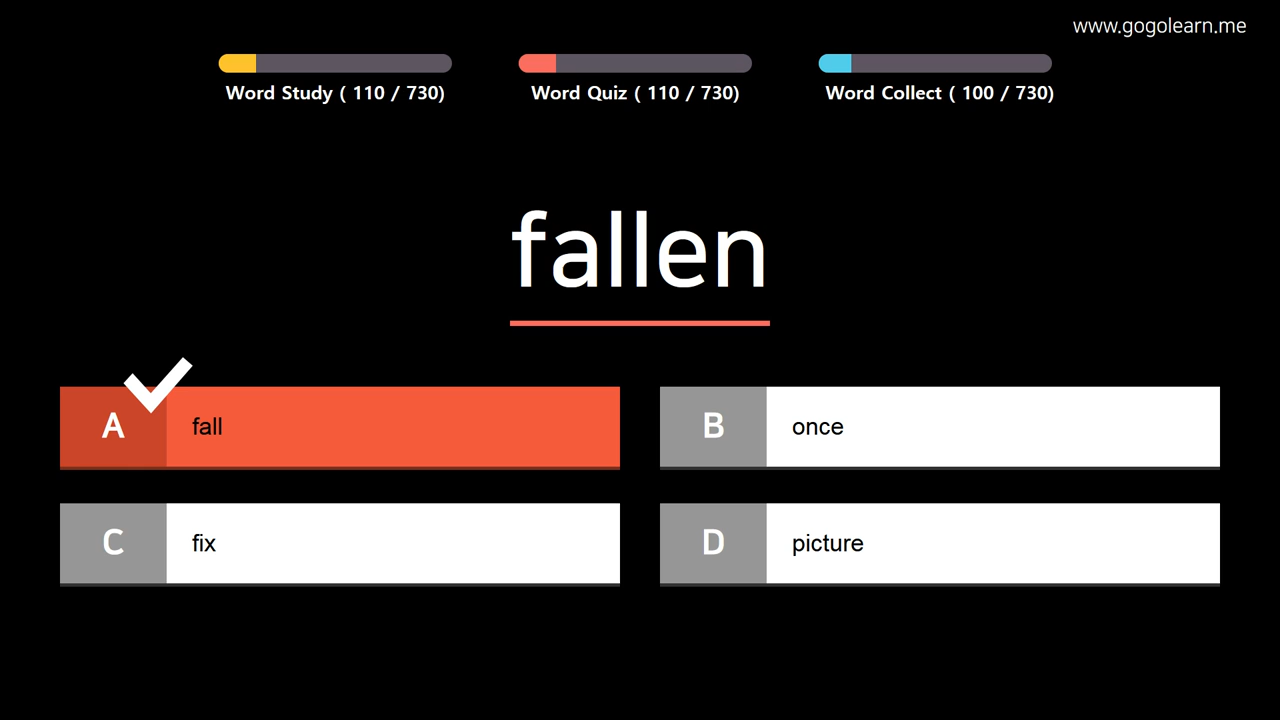 www.gogolearn.me
Word Study ( 110 / 730)
Word Quiz ( 110 / 730)
Word Collect ( 100 / 730)
fallen
A fall
B once
C fix
D picture